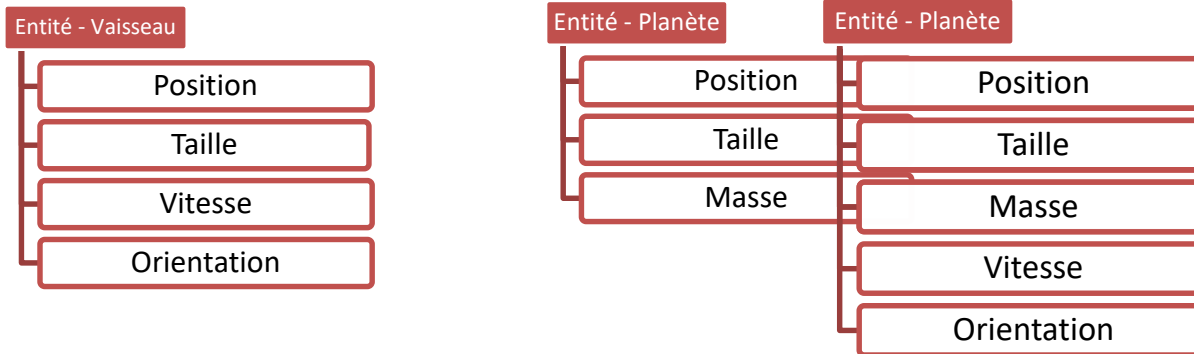 Entité - Vaisseau
Position
Taille
Vitesse
Orientation
Entité - Planète
Position
Taille
Masse
Entité - Planète
Position
Taille
Masse
Vitesse
Orientation